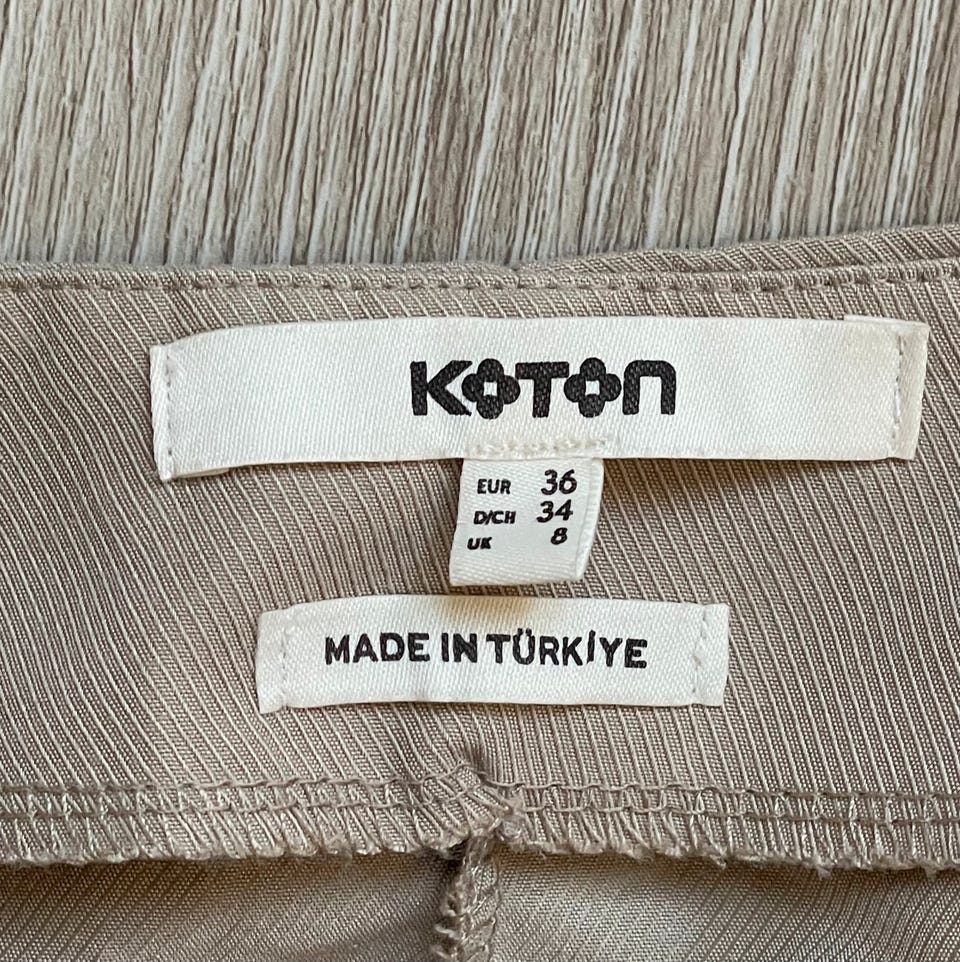 KOTON
EUR 36
D/CH 34
UK 8
MADE IN TÜRKİYE